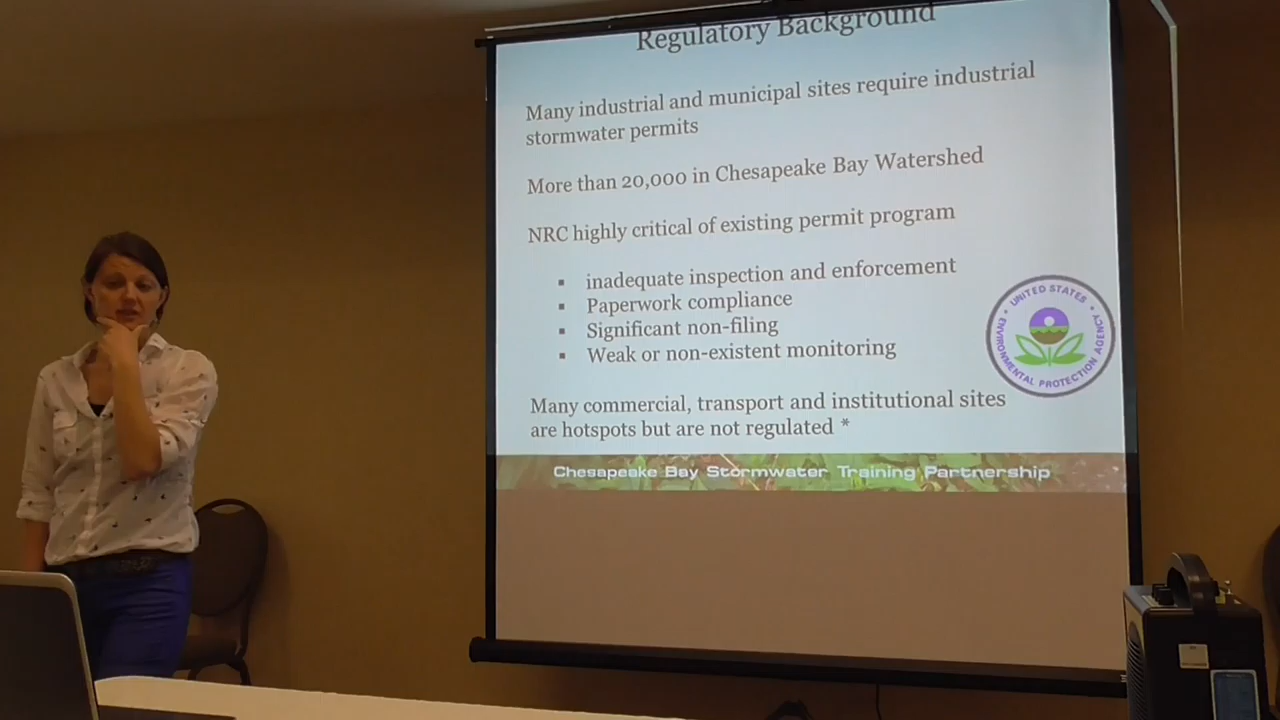 Regulatory Background
Many industrial and municipal sites require industrial
stormwater permits
More than 20,000 in Chesapeake Bay Watershed
NRC highly critical of existing permit program
▪ inadequate inspection and enforcement
▪ Paperwork compliance
▪ Significant non-filing
▪ Weak or non-existent monitoring
UNITED STATES
ENVIRONMENTAL PROTECTION AGENCY
Many commercial, transport and institutional sites
are hotspots but are not regulated *
Chesapeake Bay Stormwater Training Partnership